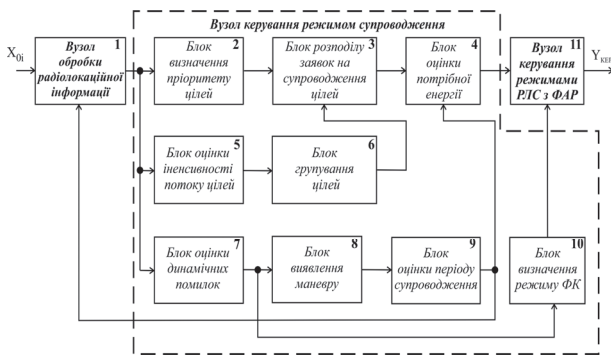 Вузол керування режимом супроводження
X0i
Вузол 1
обробки
радіолокаційної
інформації
Блок 2
визначення
пріоритету
цілей
Блок розподілу 3
заявок на
супроводження
цілей
Блок 4
оцінки
потрібної
енергії
Вузол 11
керування
режимами
РЛС з ФАР
YКЕР
Блок оцінки 5
іненсивності
потоку цілей
Блок 6
групування
цілей
Блок оцінки 7
динамічних
помилок
Блок 8
виявлення
маневру
Блок 9
оцінки періоду
супроводження
Блок 10
визначення
режиму ФК